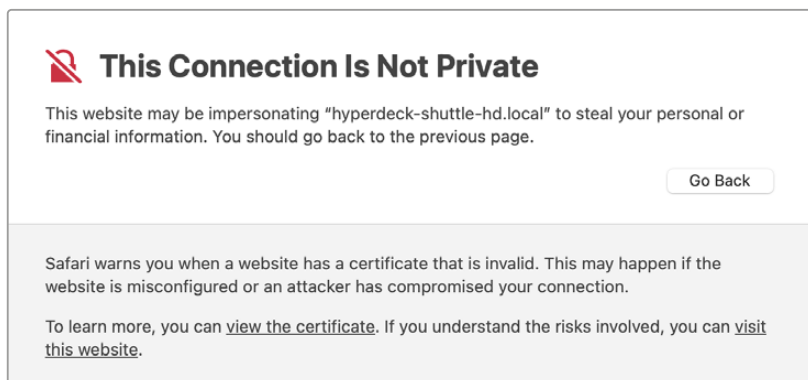 This Connection Is Not Private
This website may be impersonating “hyperdeck-shuttle-hd.local” to steal your personal or
financial information. You should go back to the previous page.
Go Back
Safari warns you when a website has a certificate that is invalid. This may happen if the
website is misconfigured or an attacker has compromised your connection.
To learn more, you can view the certificate. If you understand the risks involved, you can visit
this website.